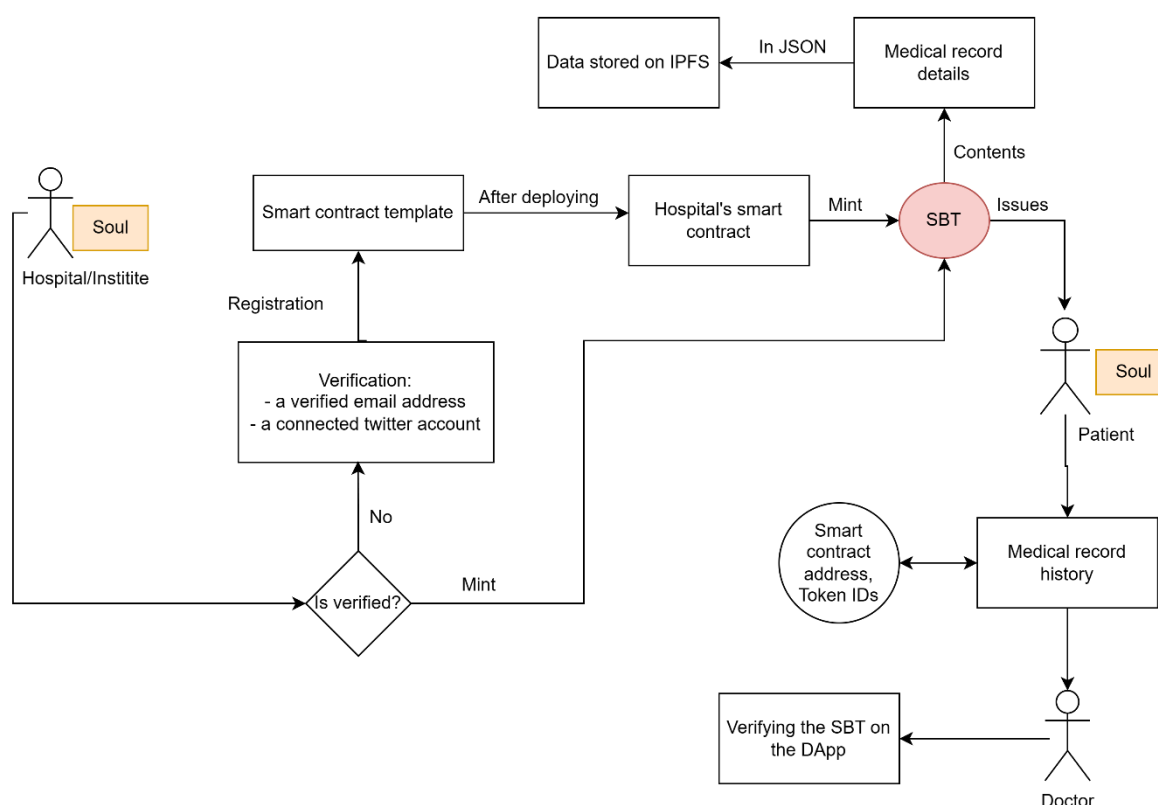 Data stored on IPFS
In JSON
Medical record
details
Contents
Soul
Hospital/Institite
Smart contract template
After deploying
Hospital's smart
contract
Mint
SBT
Issues
Registration
Verification:
- a verified email address
- a connected twitter account
Soul
Patient
No
Is verified?
Mint
Smart
contract
address,
Token IDs
Medical record
history
Verifying the SBT on
the DApp
Doctor